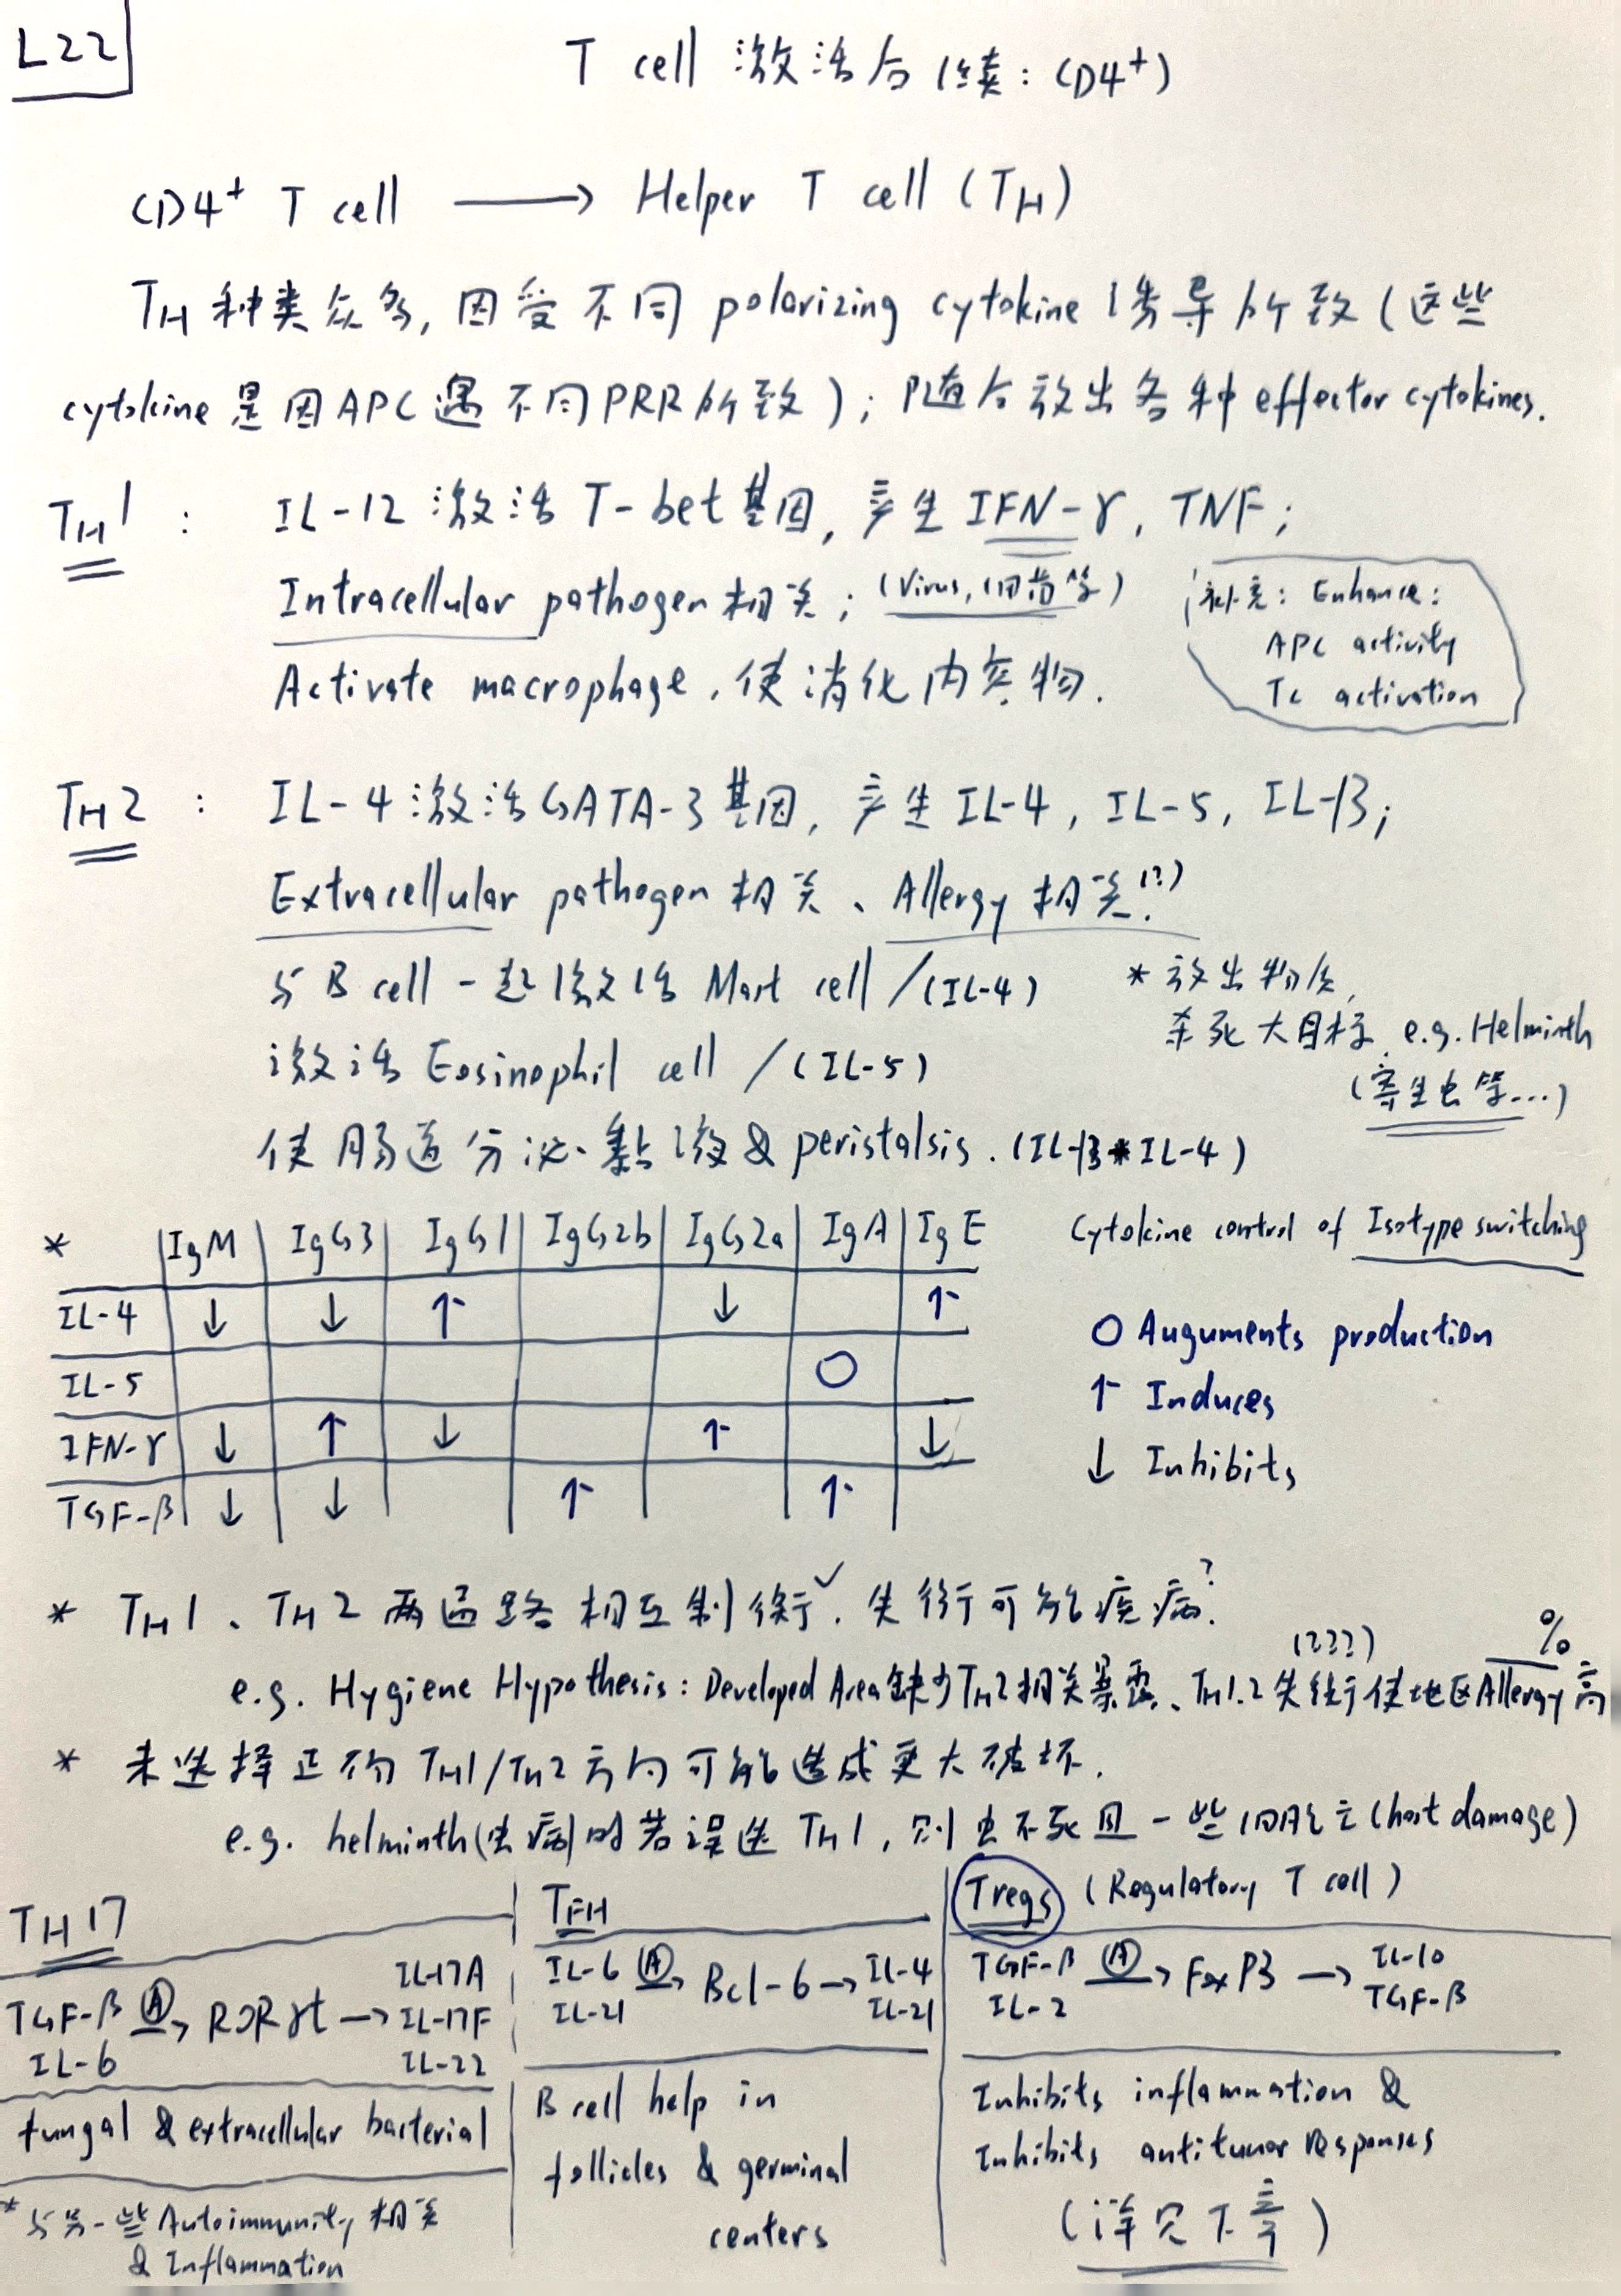 L22
T cell 激活后续: CD4⁺)
CD4⁺ T cell ⟶ Helper T cell (TH)
TH 种类众多, 因受不同 polarizing cytokine 诱导所致 (这些
cytokine 是因 APC 遇不同 PRR 所致); 随后放出各种 effector cytokines.
TH1 : IL-12 激活 T-bet 基因, 产生 IFN-γ, TNF;
Intracellular pathogen 相关; (Virus, 细菌等)
Activate macrophage, 使消化内容物.
补充: Enhance:
APC activity
Tc activation
TH2 : IL-4 激活 GATA-3 基因, 产生 IL-4, IL-5, IL-13;
Extracellular pathogen 相关、Allergy 相关!?
与 B cell 一起激活 Mast cell / (IL-4)
激活 Eosinophil cell / (IL-5)
使肠道分泌黏液 & peristalsis. (IL-13 * IL-4)
* 放出物质,
杀死大目标, e.g. Helminth
(寄生虫等...)
* IgM IgG3 IgG1 IgG2b IgG2a IgA IgE
IL-4 ↓ ↓ ↑ ↓ ↑
IL-5 O
IFN-γ ↓ ↑ ↓ ↑ ↓
TGF-β ↓ ↓ ↑ ↑
Cytokine control of Isotype switching
O Auguments production
↑ Induces
↓ Inhibits
* TH1、TH2 两通路相互制衡✓. 失衡可能疾病?
e.g. Hygiene Hypothesis: Developed Area 缺少 TH2 相关暴露、TH1.2 失衡使地区 Allergy 高
(???) %
* 未选择正确 TH1/TH2 方向可能造成更大破坏.
e.g. helminth (虫病) 时若误选 TH1, 则虫不死且一些细胞亡 (host damage)
TH17
TGF-β Ⓐ→ RORγt → IL-17A
IL-17F
IL-6 IL-22
fungal & extracellular bacterial
* 与另一些 Autoimmunity 相关
& Inflammation
TFH
IL-6 Ⓐ→ Bcl-6 → IL-4
IL-21 IL-21
B cell help in
follicles & germinal
centers
Tregs (Regulatory T cell)
TGF-β Ⓐ→ FoxP3 → IL-10
IL-2 TGF-β
Inhibits inflammation &
Inhibits antitumor responses
(详见下章)